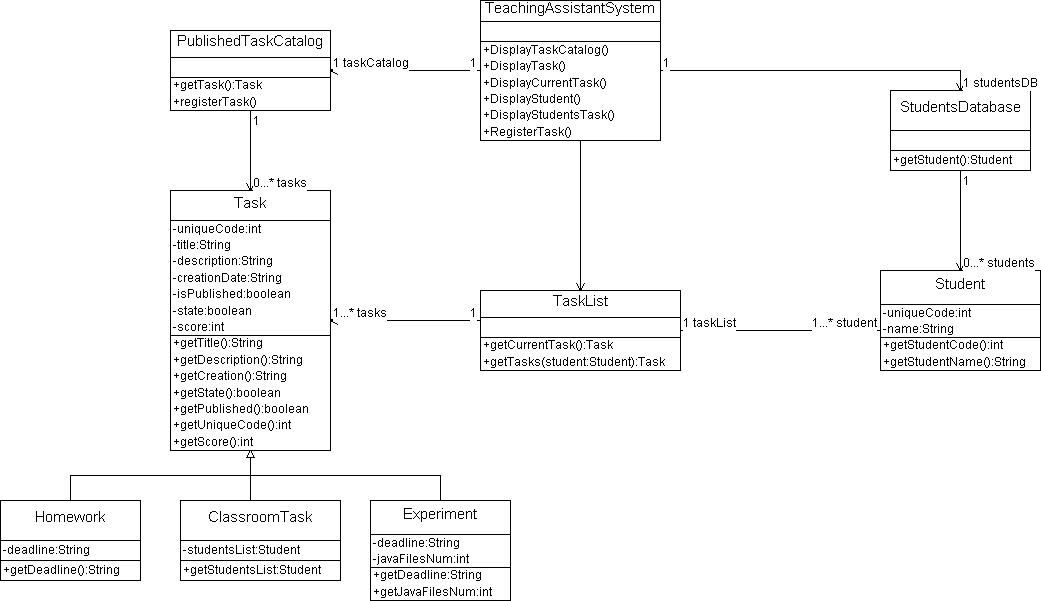 TeachingAssistantSystem
+DisplayTaskCatalog()
+DisplayTask()
+DisplayCurrentTask()
+DisplayStudent()
+DisplayStudentsTask()
+RegisterTask()
PublishedTaskCatalog
+getTask():Task
+registerTask()
1 taskCatalog
1
1
1 studentsDB
StudentsDatabase
+getStudent():Student
1
0...* tasks
1
0...* students
Task
-uniqueCode:int
-title:String
-description:String
-creationDate:String
-isPublished:boolean
-state:boolean
-score:int
+getTitle():String
+getDescription():String
+getCreation():String
+getState():boolean
+getPublished():boolean
+getUniqueCode():int
+getScore():int
1...* tasks
1
TaskList
+getCurrentTask():Task
+getTasks(student:Student):Task
1 taskList
1...* student
Student
-uniqueCode:int
-name:String
+getStudentCode():int
+getStudentName():String
Homework
-deadline:String
+getDeadline():String
ClassroomTask
-studentsList:Student
+getStudentsList:Student
Experiment
-deadline:String
-javaFilesNum:int
+getDeadline:String
+getJavaFilesNum:int